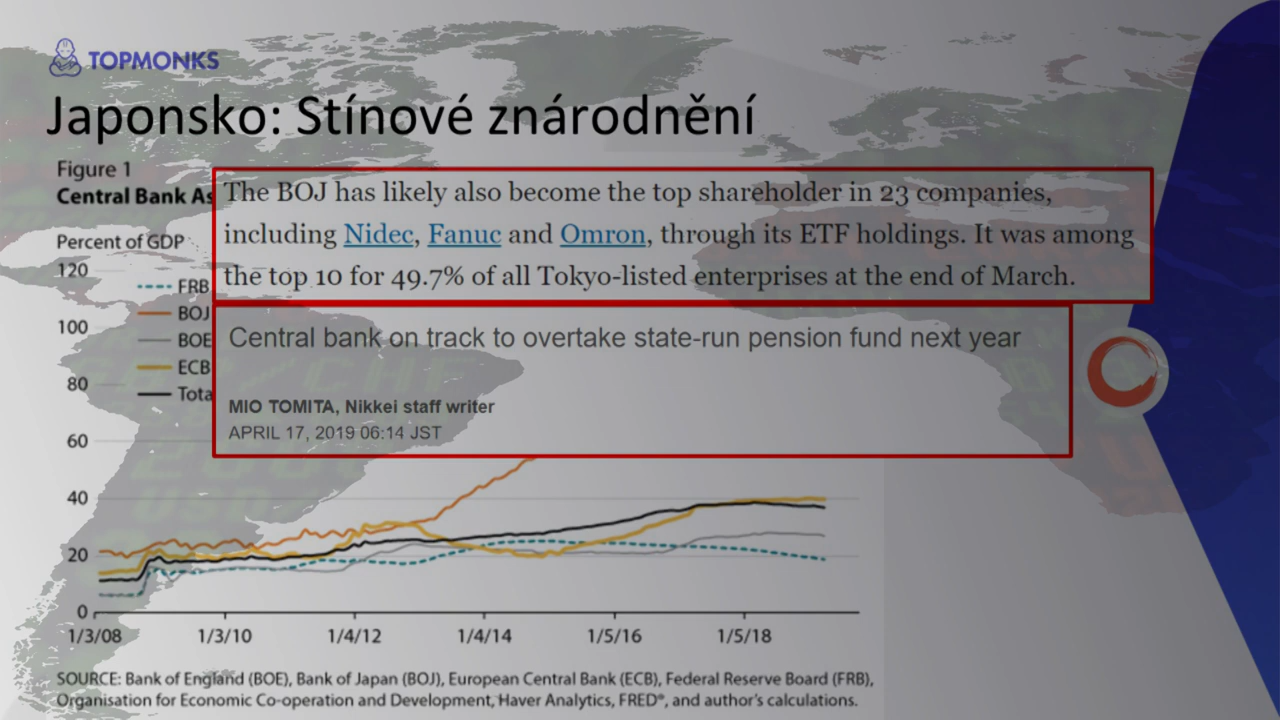 TOPMONKS
Japonsko: Stínové znárodnění
Figure 1
Central Bank As
The BOJ has likely also become the top shareholder in 23 companies,
including Nidec, Fanuc and Omron, through its ETF holdings. It was among
the top 10 for 49.7% of all Tokyo-listed enterprises at the end of March.
Central bank on track to overtake state-run pension fund next year
MIO TOMITA, Nikkei staff writer
APRIL 17, 2019 06:14 JST
Percent of GDP
120
100
80
60
40
20
0
FRB
BOJ
BOE
ECB
Tota
1/3/08
1/3/10
1/4/12
1/4/14
1/5/16
1/5/18
SOURCE: Bank of England (BOE), Bank of Japan (BOJ), European Central Bank (ECB), Federal Reserve Board (FRB),
Organisation for Economic Co-operation and Development, Haver Analytics, FRED®, and author's calculations.